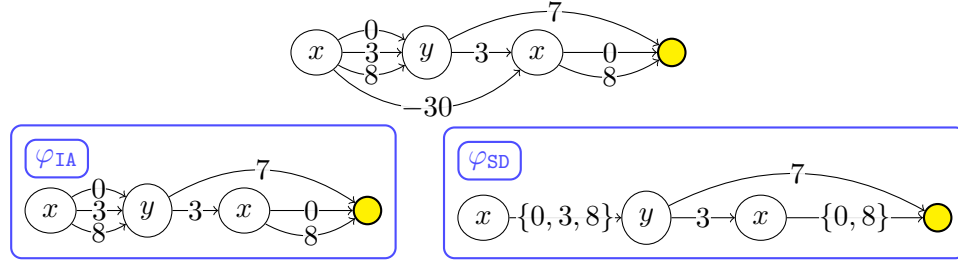 7
0
x 3 y 3 x 0
8 8
−30
φIA φSD
7 7
0
x 3 y 3 x 0 x {0, 3, 8} y 3 x {0, 8}
8 8